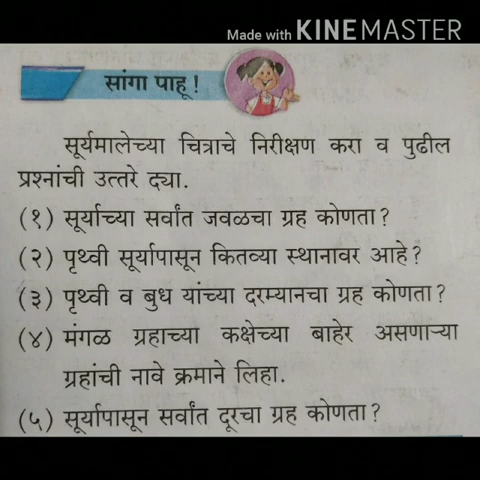 Made with KINEMASTER
सांगा पाहू !
सूर्यमालेच्या चित्राचे निरीक्षण करा व पुढील
प्रश्नांची उत्तरे द्या.
(१) सूर्याच्या सर्वांत जवळचा ग्रह कोणता ?
(२) पृथ्वी सूर्यापासून कितव्या स्थानावर आहे ?
(३) पृथ्वी व बुध यांच्या दरम्यानचा ग्रह कोणता ?
(४) मंगळ ग्रहाच्या कक्षेच्या बाहेर असणाऱ्या
ग्रहांची नावे क्रमाने लिहा.
(५) सूर्यापासून सर्वांत दूरचा ग्रह कोणता ?